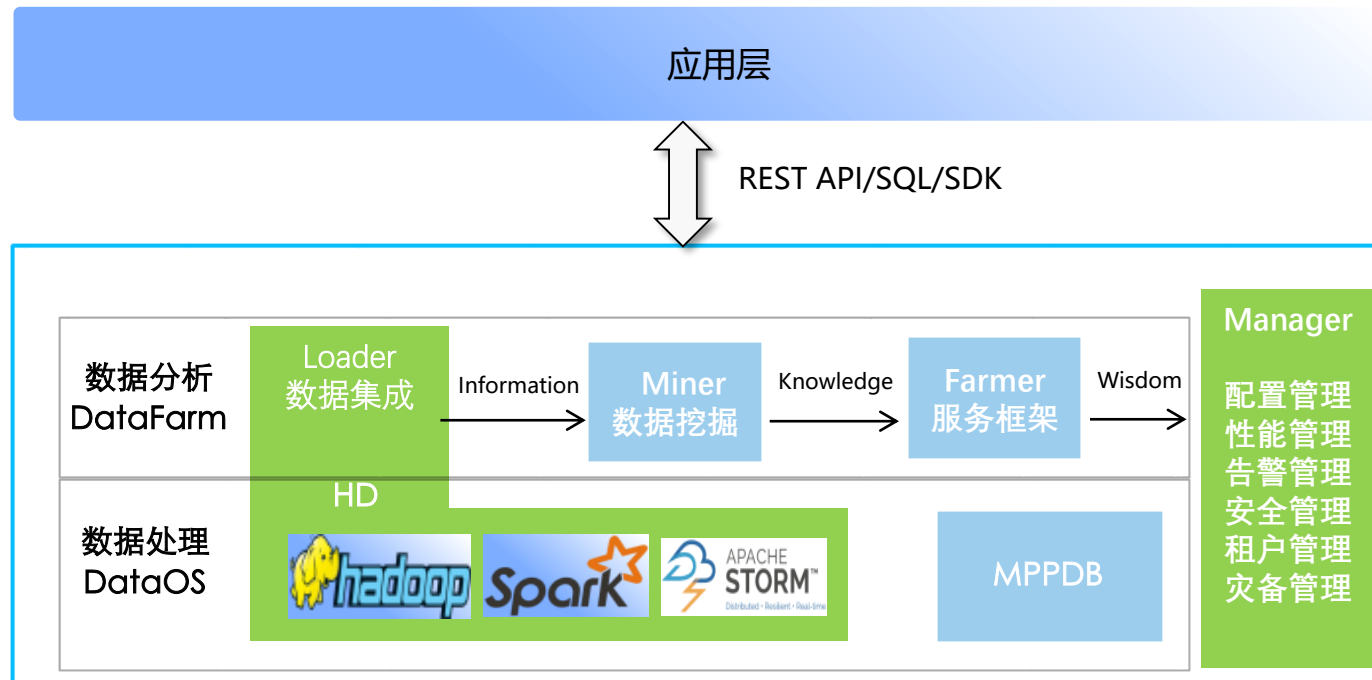 应用层
REST API/SQL/SDK
数据分析
DataFarm
Loader
数据集成
Information
Miner
数据挖掘
Knowledge
Farmer
服务框架
Wisdom
数据处理
DataOS
HD
hadoop
Spark
APACHE
STORM™
Distributed • Resilient • Real-time
MPPDB
Manager
配置管理
性能管理
告警管理
安全管理
租户管理
灾备管理